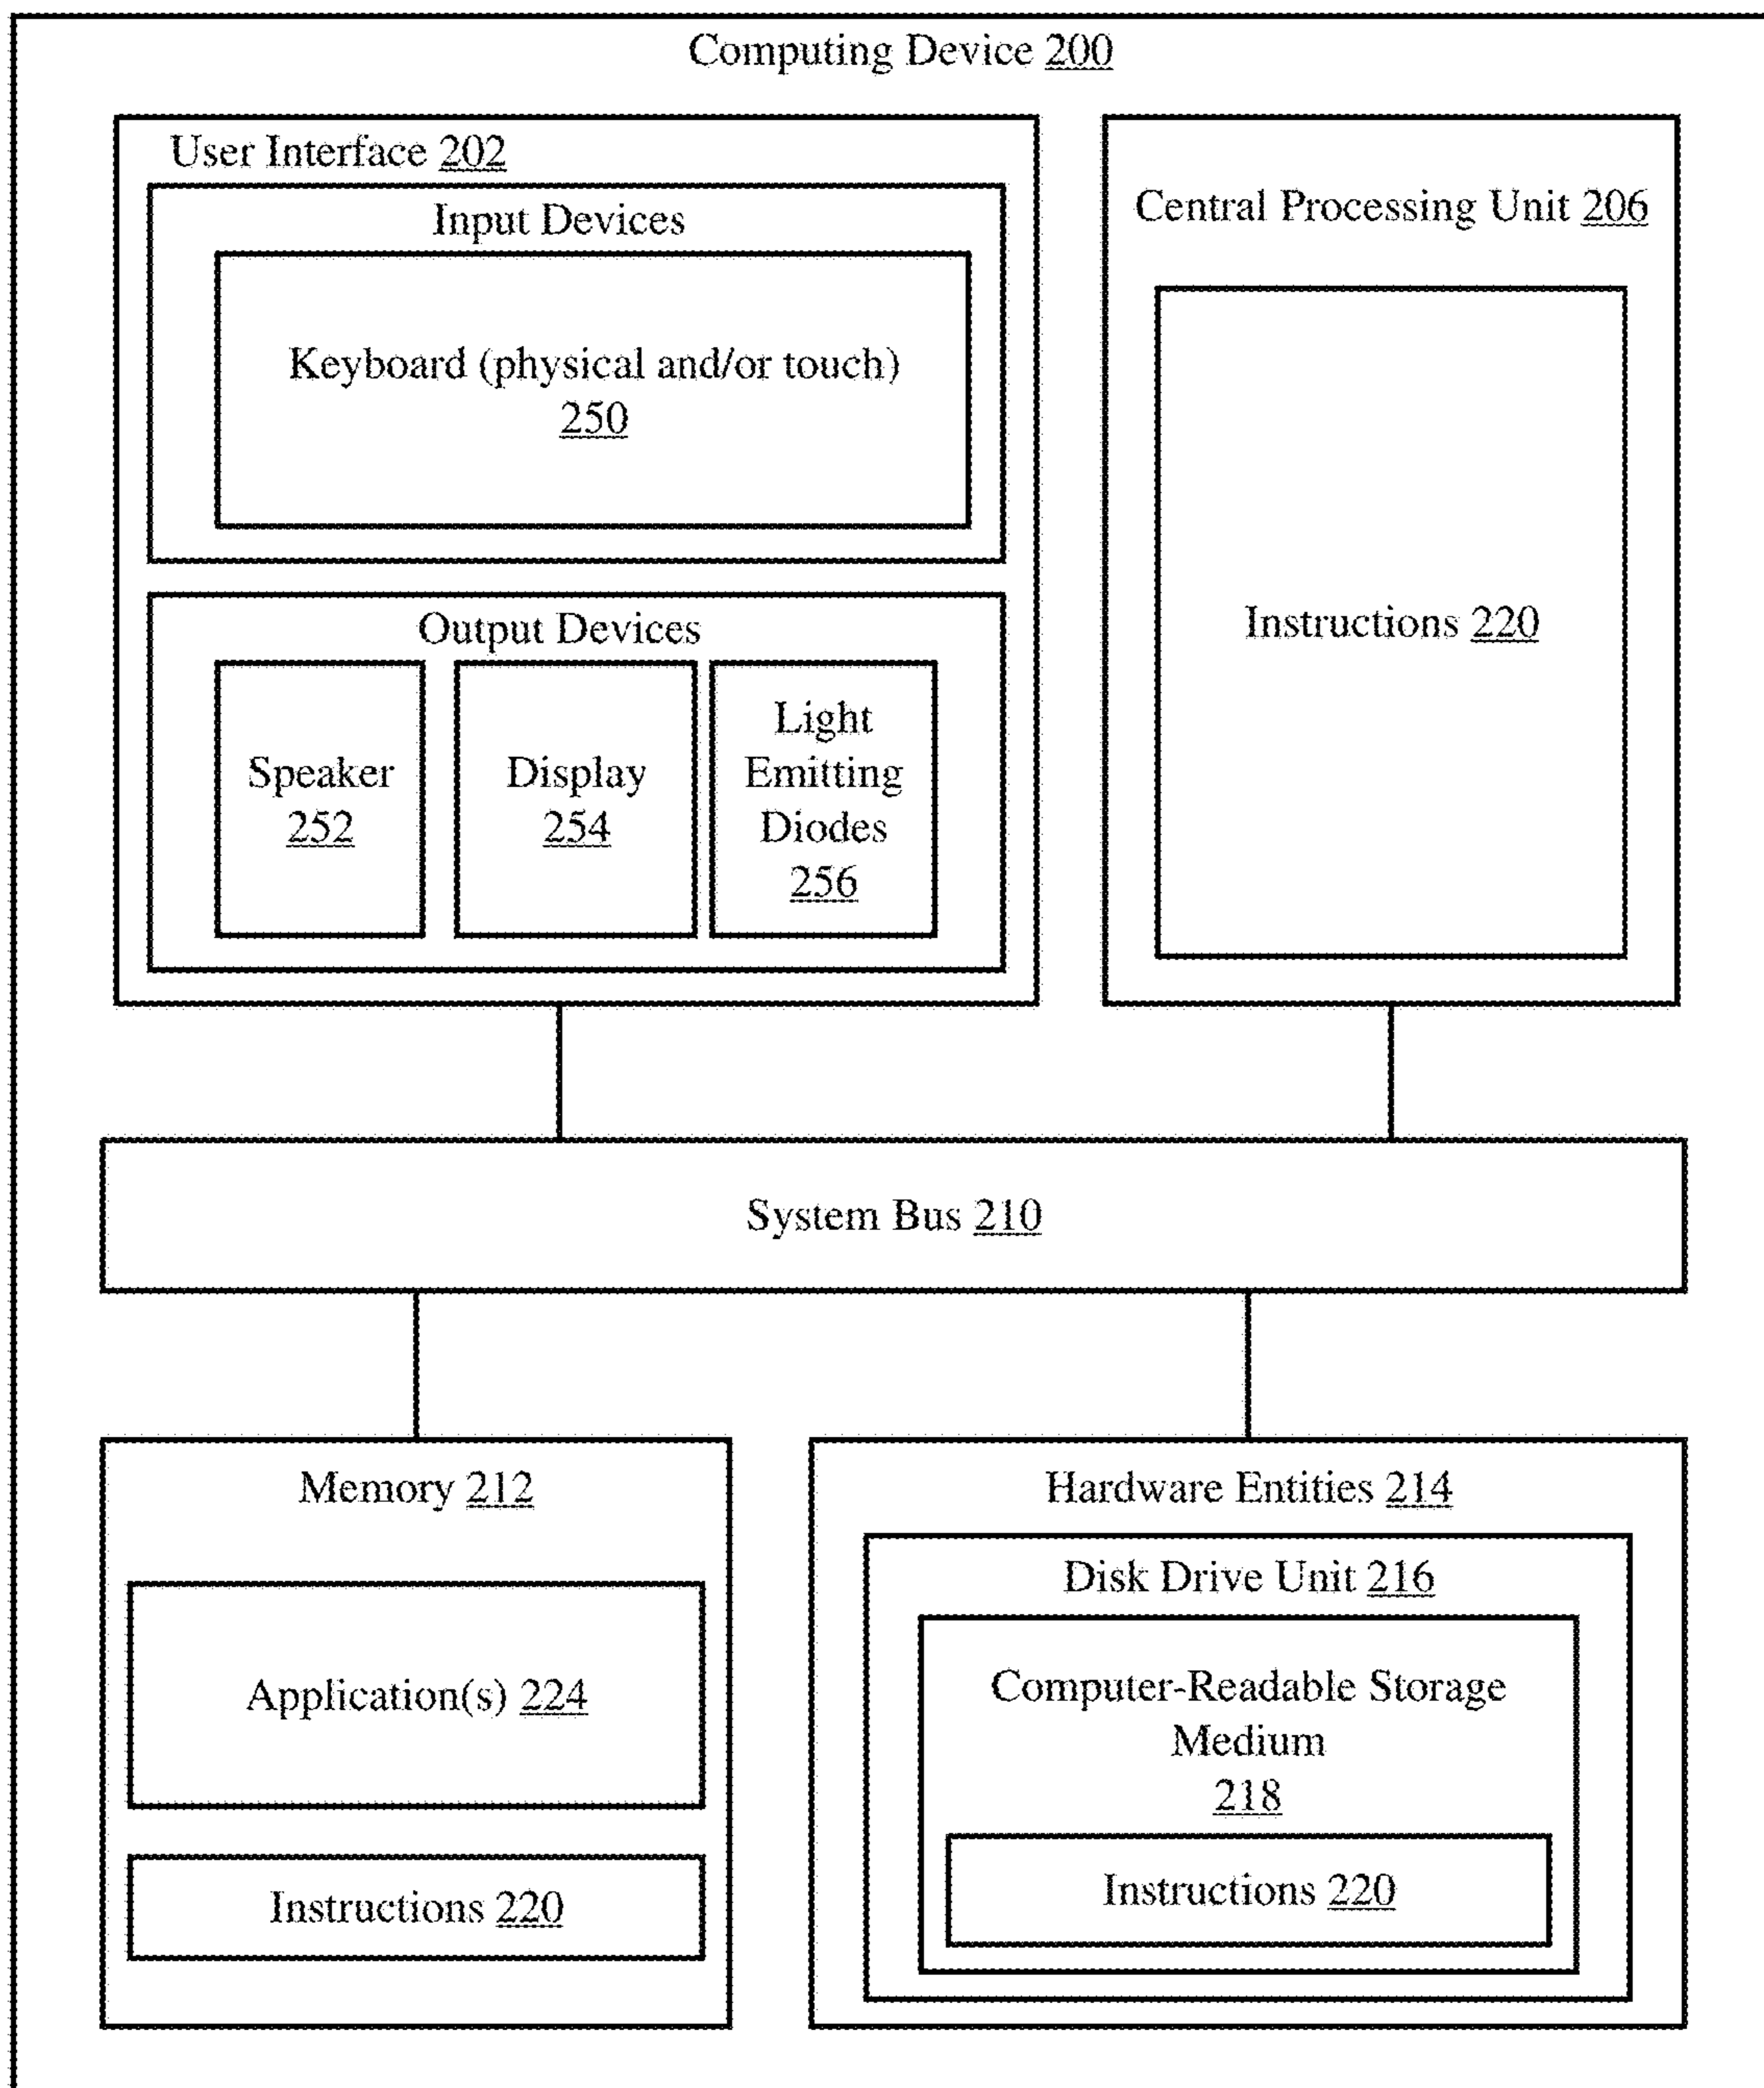 Computing Device 200
User Interface 202
Input Devices
Keyboard (physical and/or touch)
250
Output Devices
Speaker
252
Display
254
Light
Emitting
Diodes
256
Central Processing Unit 206
Instructions 220
System Bus 210
Memory 212
Application(s) 224
Instructions 220
Hardware Entities 214
Disk Drive Unit 216
Computer-Readable Storage
Medium
218
Instructions 220